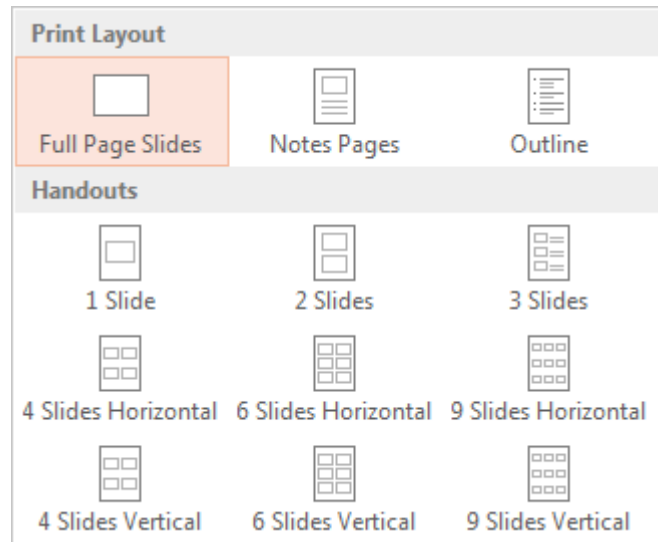 Print Layout
Full Page Slides Notes Pages Outline
Handouts
1 Slide 2 Slides 3 Slides
4 Slides Horizontal 6 Slides Horizontal 9 Slides Horizontal
4 Slides Vertical 6 Slides Vertical 9 Slides Vertical